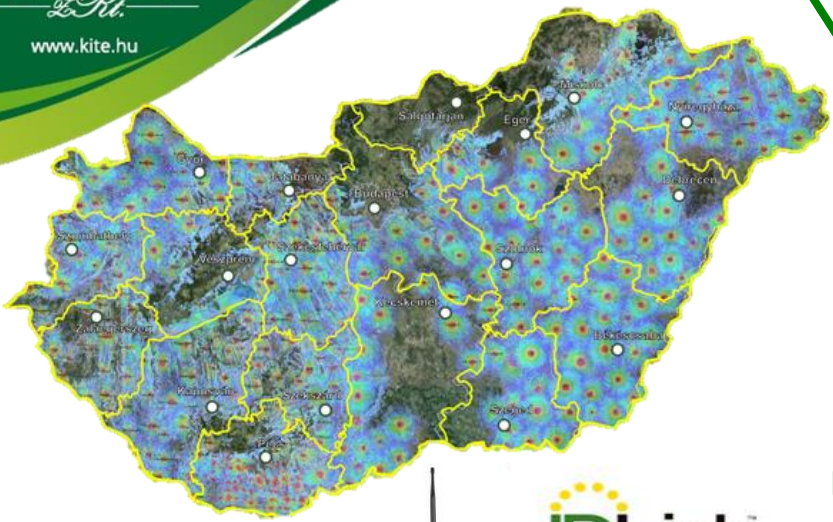 ZRt.
www.kite.hu
Salgótarján
Miskolc
Eger
Nyíregyháza
Győr
Tatabánya
Budapest
Debrecen
Szombathely
Székesfehérvár
Veszprém
Szolnok
Kecskemét
Zalaegerszeg
Békéscsaba
Kaposvár
Szekszárd
Szeged
Pécs